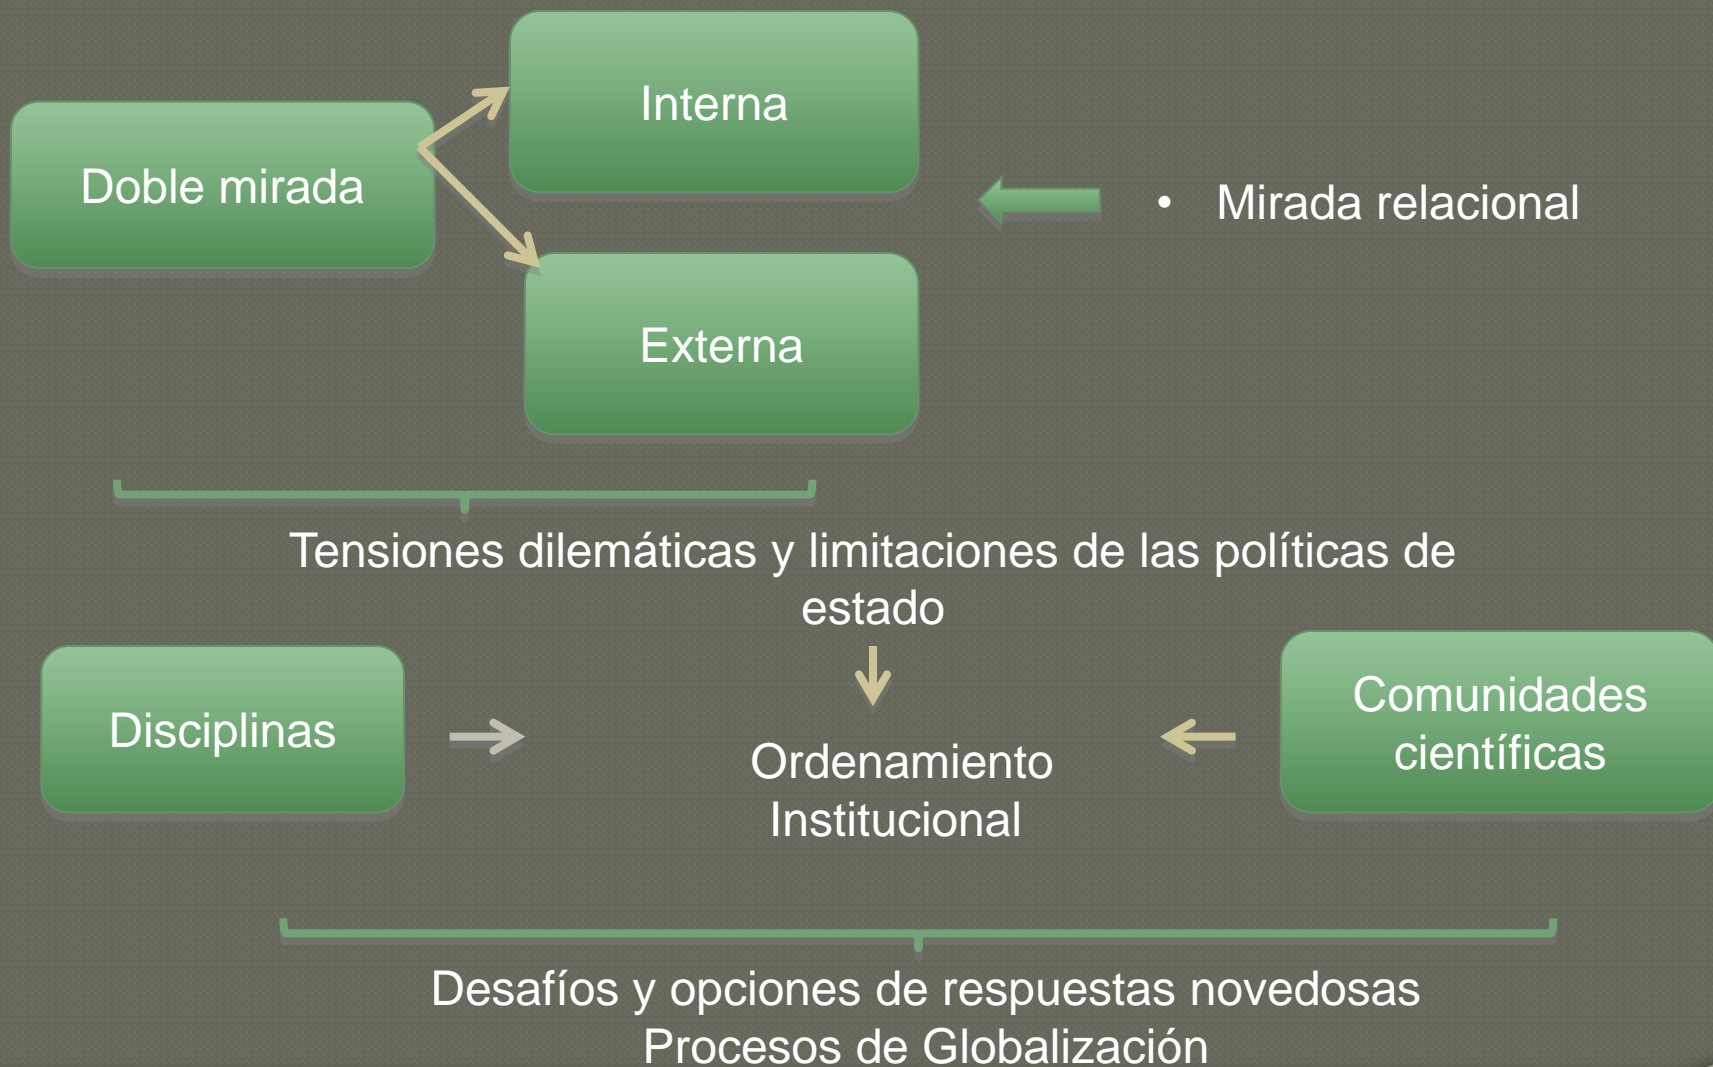 Interna
Doble mirada
• Mirada relacional
Externa
Tensiones dilemáticas y limitaciones de las políticas de
estado
Disciplinas
Comunidades
científicas
Ordenamiento
Institucional
Desafíos y opciones de respuestas novedosas
Procesos de Globalización